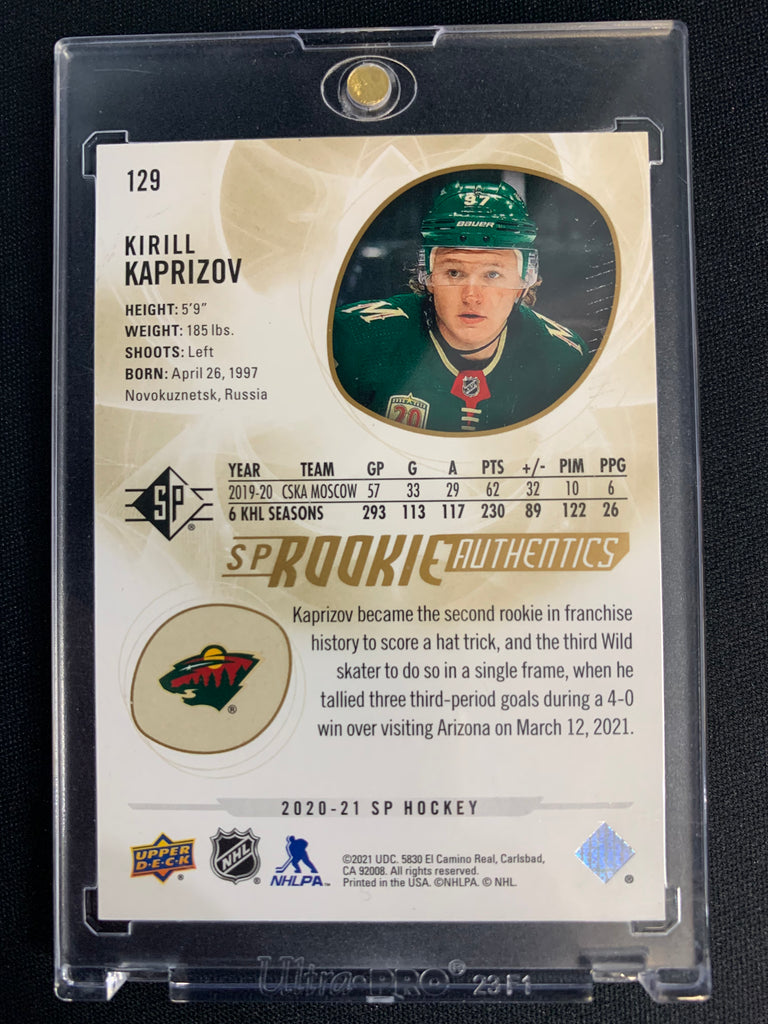 129
KIRILL
KAPRIZOV
HEIGHT: 5'9"
WEIGHT: 185 lbs.
SHOOTS: Left
BORN: April 26, 1997
Novokuznetsk, Russia
97
BAUER
NHL
20
SP®
YEAR TEAM GP G A PTS +/- PIM PPG
2019-20 CSKA MOSCOW 57 33 29 62 32 10 6
6 KHL SEASONS 293 113 117 230 89 122 26
SP ROOKIE AUTHENTICS
Kaprizov became the second rookie in franchise
history to score a hat trick, and the third Wild
skater to do so in a single frame, when he
tallied three third-period goals during a 4-0
win over visiting Arizona on March 12, 2021.
®
2020-21 SP HOCKEY
UPPER
D·E·C·K
®
NHL
®
NHLPA™
©2021 UDC. 5830 El Camino Real, Carlsbad,
CA 92008. All rights reserved.
Printed in the USA. ©NHLPA. © NHL.
®
Ultra·PRO® 23F1